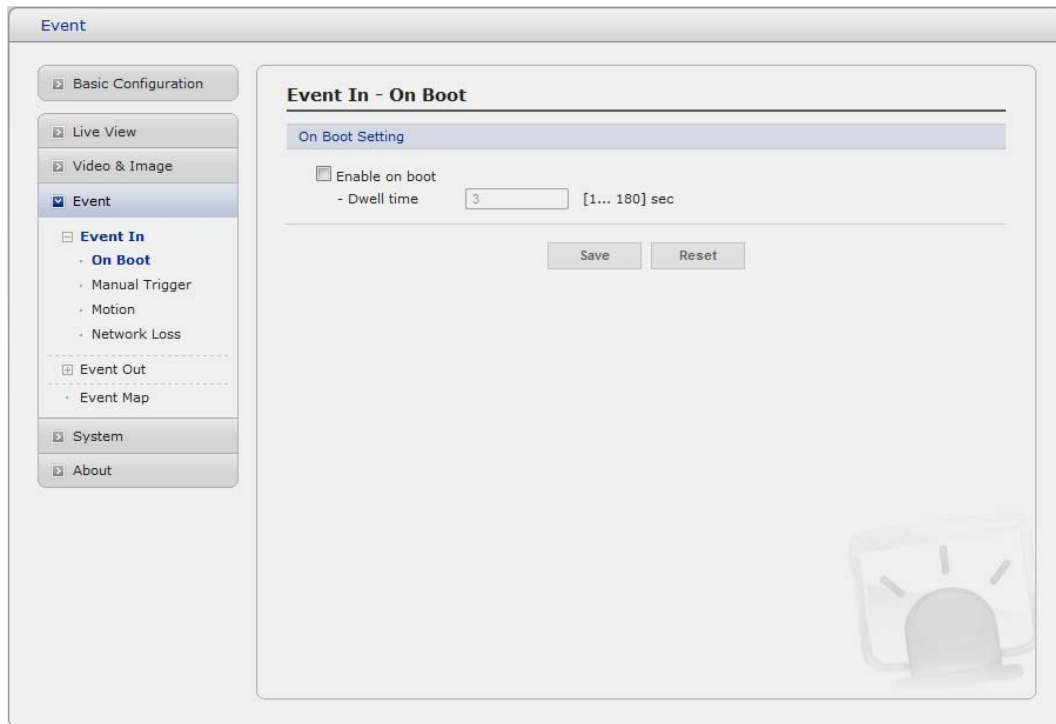 Event
Basic Configuration
Live View
Video & Image
Event
Event In
On Boot
Manual Trigger
Motion
Network Loss
Event Out
Event Map
System
About
Event In - On Boot
On Boot Setting
Enable on boot
- Dwell time 3 [1... 180] sec
Save Reset